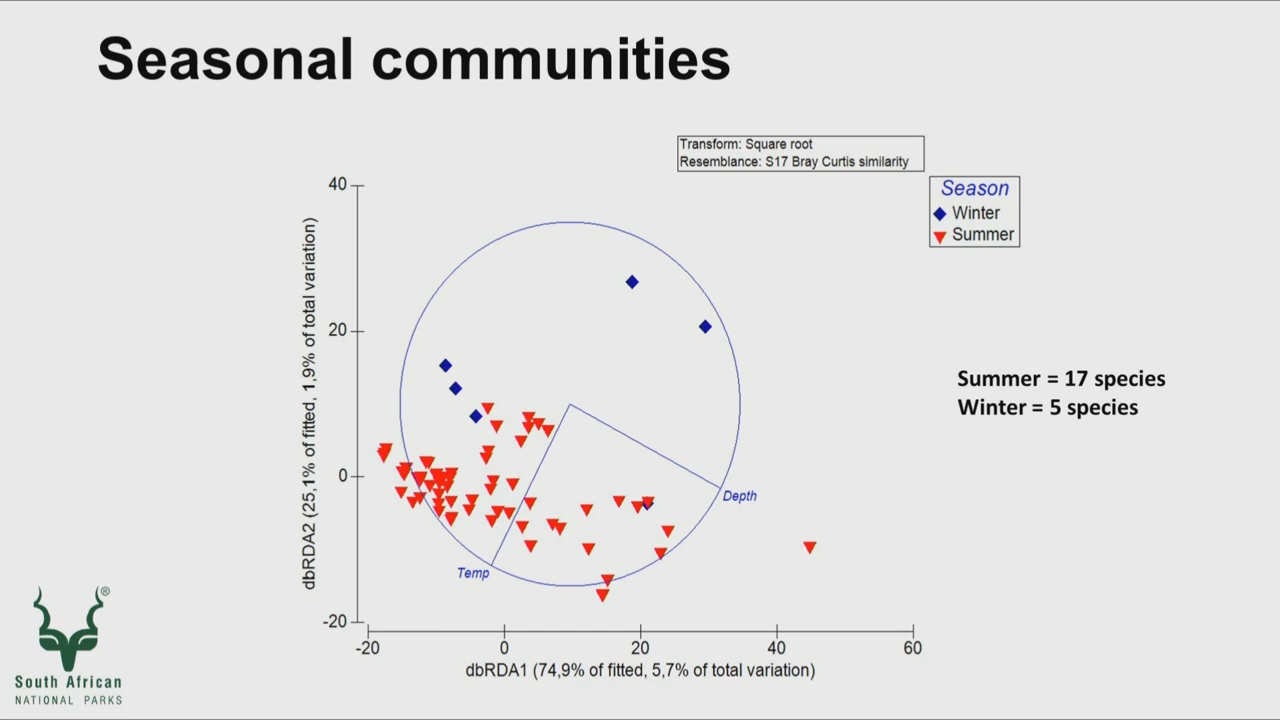 Seasonal communities
Transform: Square root
Resemblance: S17 Bray Curtis similarity
Season
Winter
Summer
40
20
0
-20
dbRDA2 (25,1% of fitted, 1,9% of total variation)
Depth
Temp
-20
0
20
40
60
dbRDA1 (74,9% of fitted, 5,7% of total variation)
Summer = 17 species
Winter = 5 species
®
South African
NATIONAL PARKS